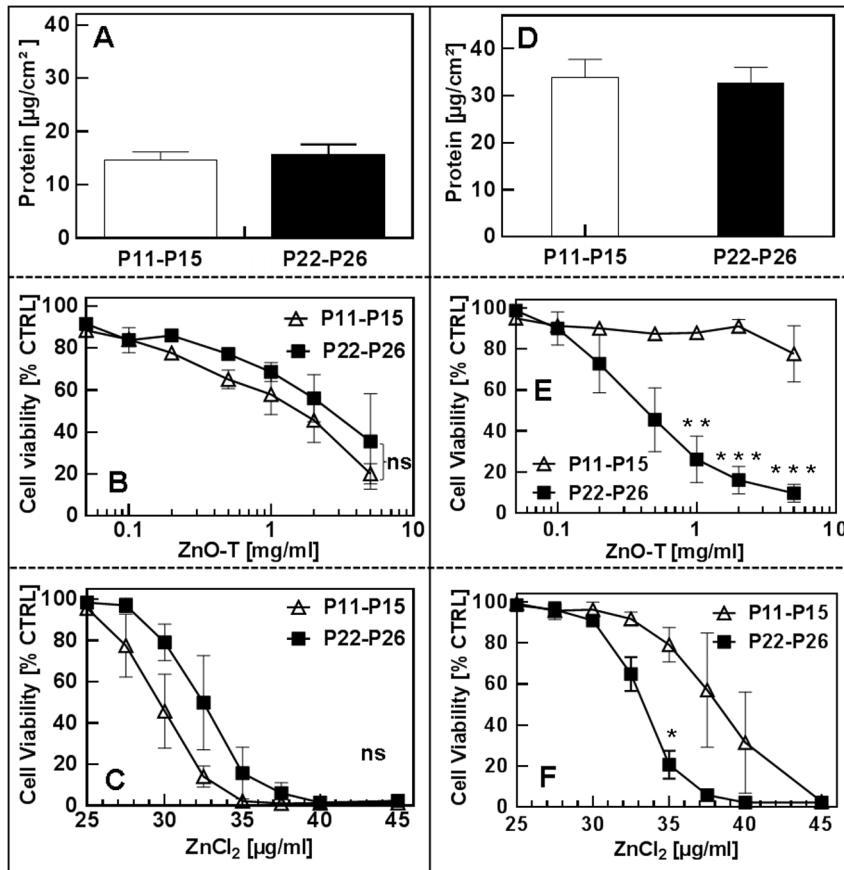 A
Protein [µg/cm²]
40
30
20
10
0
P11-P15
P22-P26
D
Protein [µg/cm²]
40
30
20
10
0
P11-P15
P22-P26
B
Cell viability [% CTRL]
100
80
60
40
20
0
P11-P15
P22-P26
ns
0.1
1
10
ZnO-T [mg/ml]
E
Cell Viability [% CTRL]
100
80
60
40
20
0
* *
* * *
* * *
P11-P15
P22-P26
0.1
1
10
ZnO-T [mg/ml]
C
Cell Viability [% CTRL]
100
80
60
40
20
0
P11-P15
P22-P26
ns
25
30
35
40
45
ZnCl₂ [µg/ml]
F
Cell Viability [% CTRL]
100
80
60
40
20
0
P11-P15
P22-P26
*
25
30
35
40
45
ZnCl₂ [µg/ml]